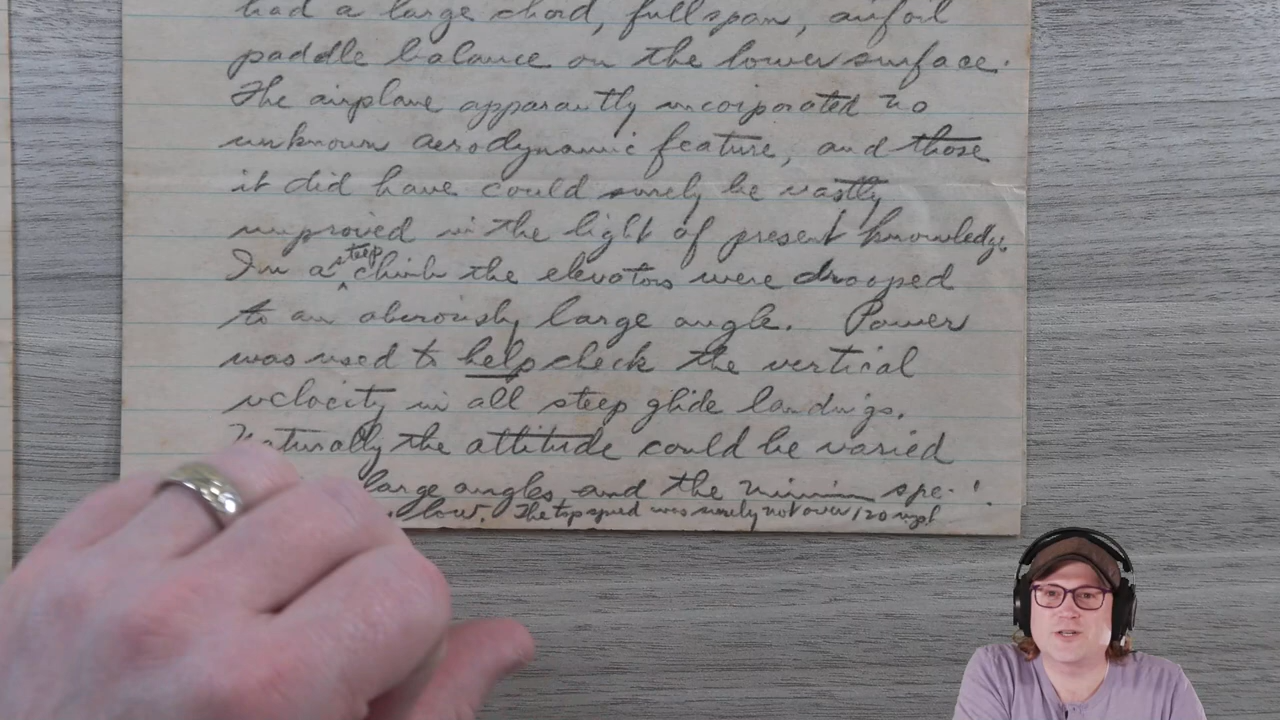 had a large chord, full span, airfoil
paddle balance on the lower surface.
The airplane apparantly incorporated no
unknown aerodynamic feature, and those
it did have could surely be vastly
improved in the light of present knowledge.
In a steep climb the elevators were drooped
to an obviously large angle. Power
was used to help check the vertical
velocity in all steep glide landings.
Naturally the attitude could be varied
large angles, and the minimum
low. The top speed was surely not over 120 mph